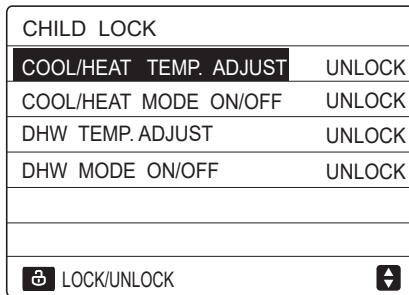 CHILD LOCK
COOL/HEAT TEMP. ADJUST UNLOCK
COOL/HEAT MODE ON/OFF UNLOCK
DHW TEMP. ADJUST UNLOCK
DHW MODE ON/OFF UNLOCK
LOCK/UNLOCK